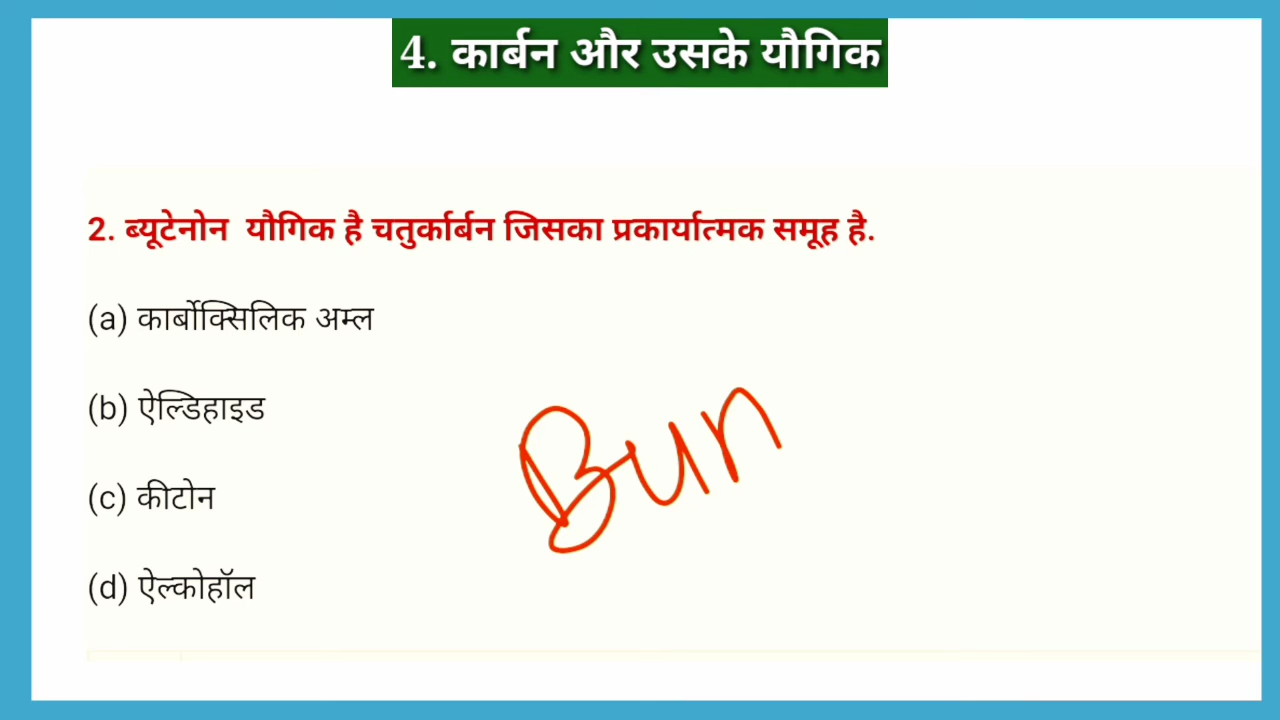 4. कार्बन और उसके यौगिक
2. ब्यूटेनोन यौगिक है चतुर्कार्बन जिसका प्रकार्यात्मक समूह है.
(a) कार्बोक्सिलिक अम्ल
(b) ऐल्डिहाइड
Bun
(c) कीटोन
(d) ऐल्कोहॉल